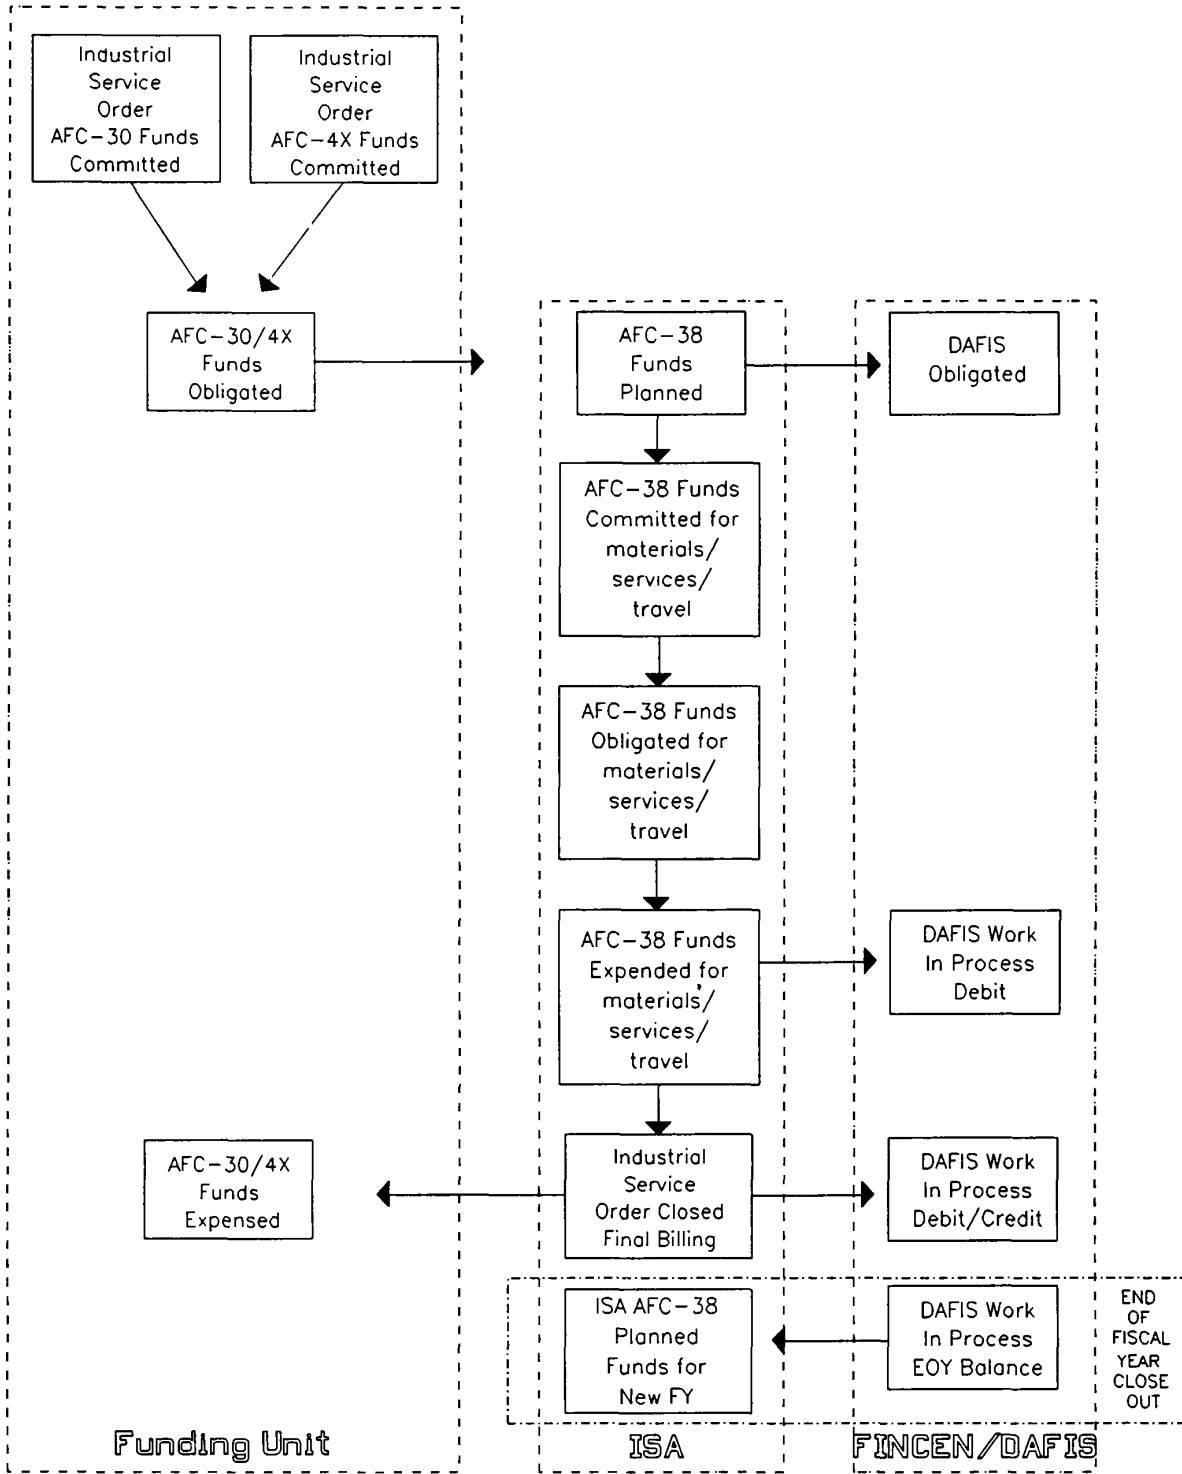 Industrial
Service
Order
AFC-30 Funds
Committed
Industrial
Service
Order
AFC-4X Funds
Committed
AFC-30/4X
Funds
Obligated
AFC-38
Funds
Planned
DAFIS
Obligated
AFC-38 Funds
Committed for
materials/
services/
travel
AFC-38 Funds
Obligated for
materials/
services/
travel
AFC-38 Funds
Expended for
materials/
services/
travel
DAFIS Work
In Process
Debit
AFC-30/4X
Funds
Expensed
Industrial
Service
Order Closed
Final Billing
DAFIS Work
In Process
Debit/Credit
ISA AFC-38
Planned
Funds for
New FY
DAFIS Work
In Process
EOY Balance
END
OF
FISCAL
YEAR
CLOSE
OUT
Funding Unit
ISA
FINCEN/DAFIS